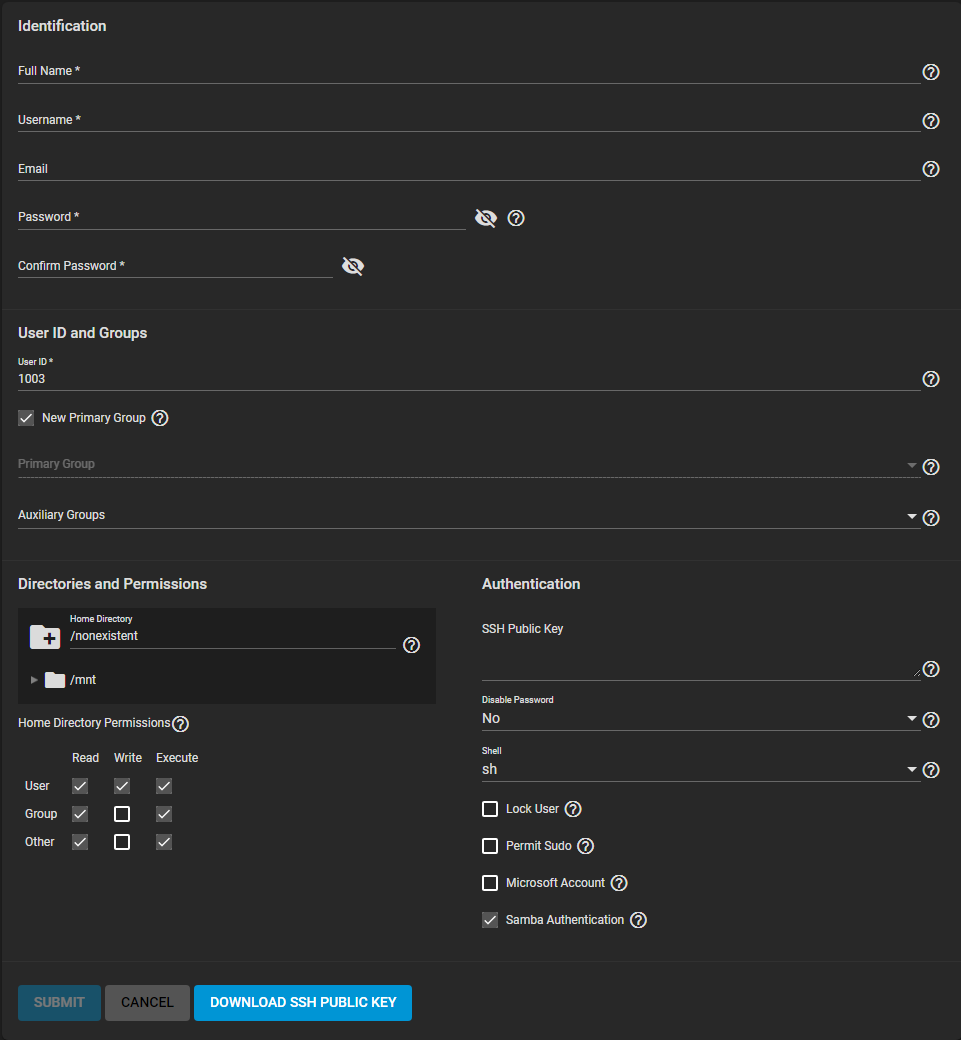 Identification
Full Name *
Username *
Email
Password *
Confirm Password *
User ID and Groups
User ID *
1003
New Primary Group
Primary Group
Auxiliary Groups
Directories and Permissions
Home Directory
/nonexistent
/mnt
Home Directory Permissions
Read Write Execute
User
Group
Other
Authentication
SSH Public Key
Disable Password
No
Shell
sh
Lock User
Permit Sudo
Microsoft Account
Samba Authentication
SUBMIT CANCEL DOWNLOAD SSH PUBLIC KEY